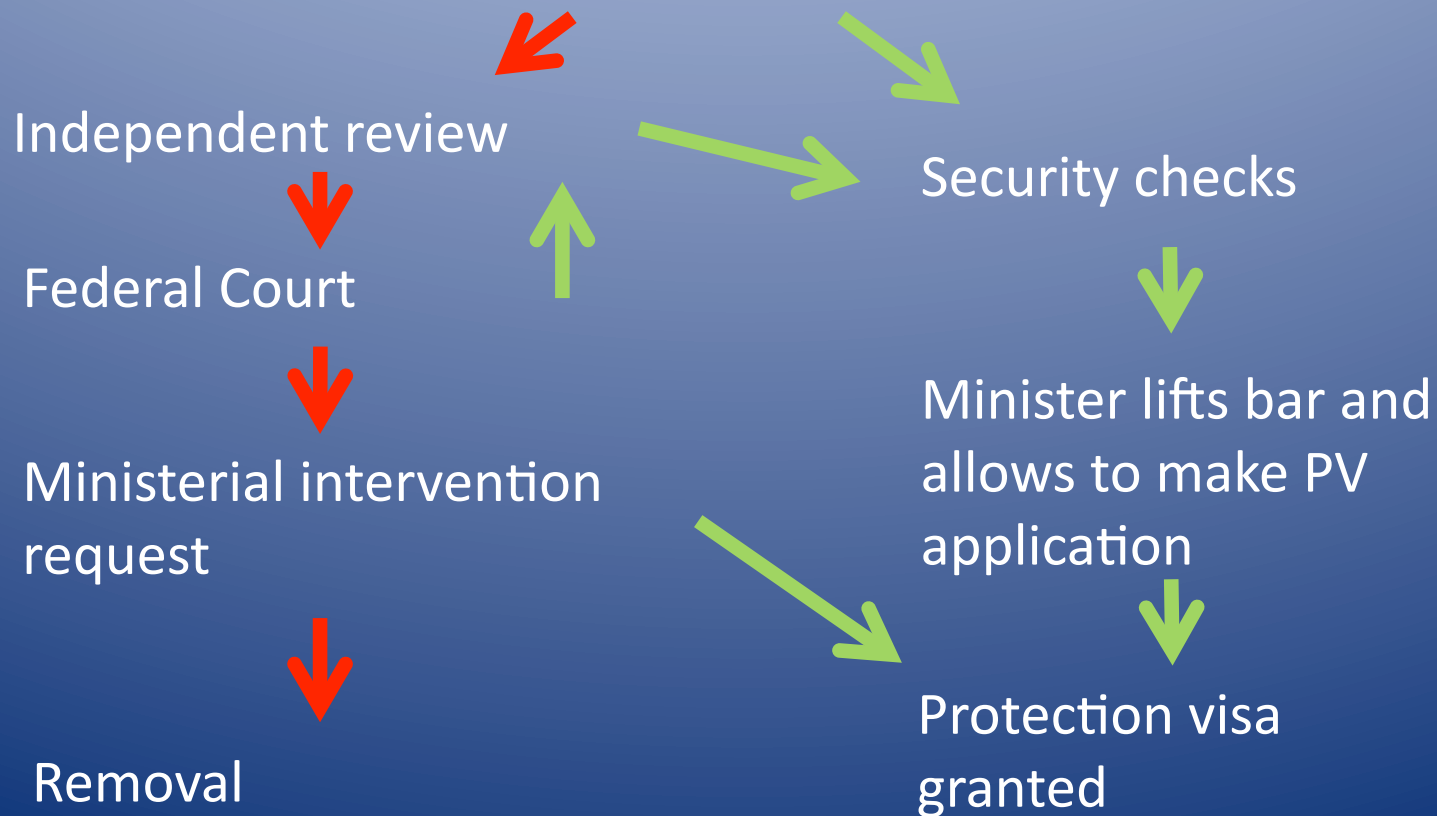 Independent review
Security checks
Federal Court
Minister lifts bar and
allows to make PV
application
Ministerial intervention
request
Protection visa
granted
Removal